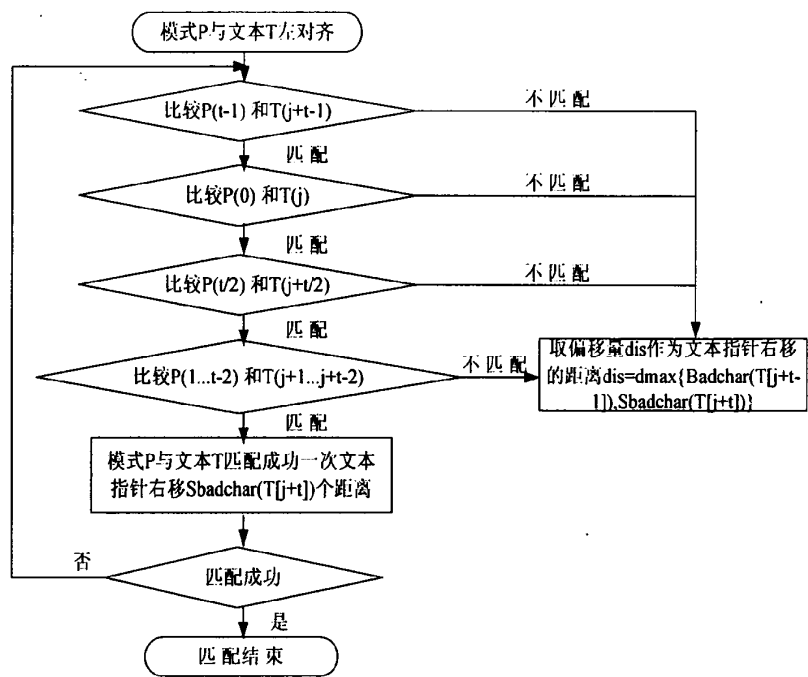 模式P与文本T左对齐
比较P(t-1) 和T(j+t-1)
不 匹 配
匹 配
比较P(0) 和T(j)
不 匹 配
匹 配
比较P(t/2) 和T(j+t/2)
不 匹 配
匹 配
比较P(1...t-2) 和T(j+1...j+t-2)
不 匹 配
取偏移量dis作为文本指针右移
的距离dis=dmax{Badchar(T[j+t-
1]),Sbadchar(T[j+t])}
匹 配
模式P与文本T匹配成功一次文本
指针右移Sbadchar(T[j+t])个距离
否
匹配成功
是
匹 配 结 束